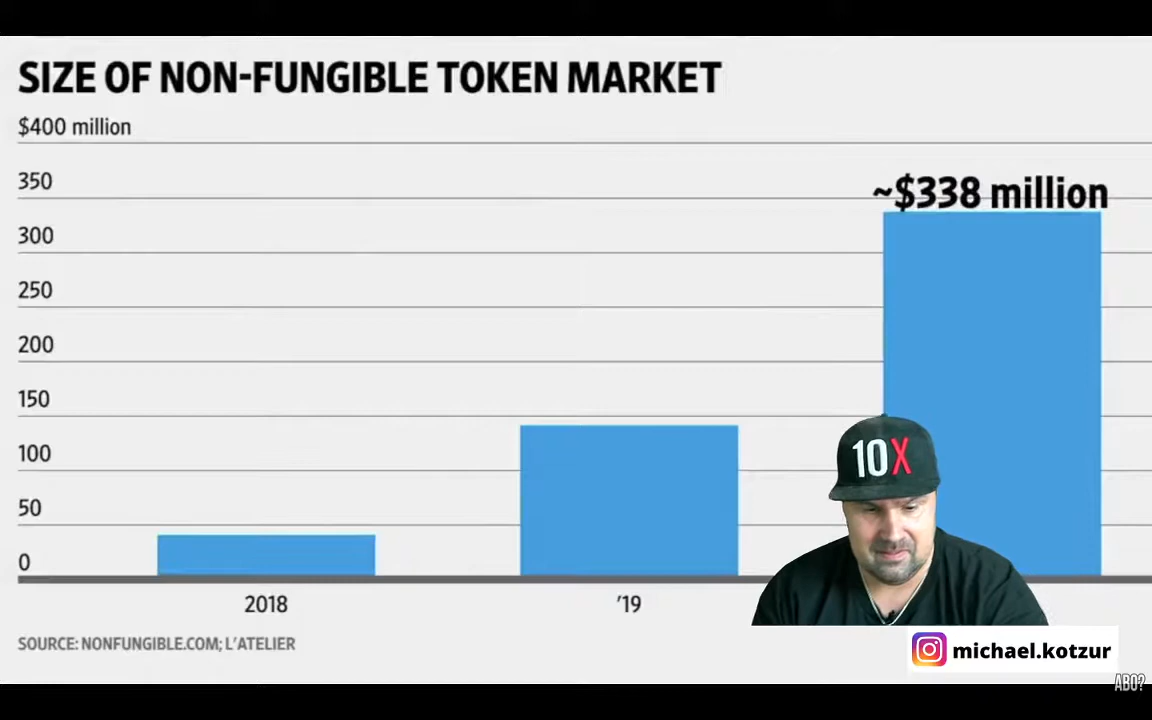 SIZE OF NON-FUNGIBLE TOKEN MARKET
$400 million
350
~$338 million
300
250
200
150
100
50
0
10X
2018
'19
SOURCE: NONFUNGIBLE.COM; L'ATELIER
michael.kotzur
ABO?